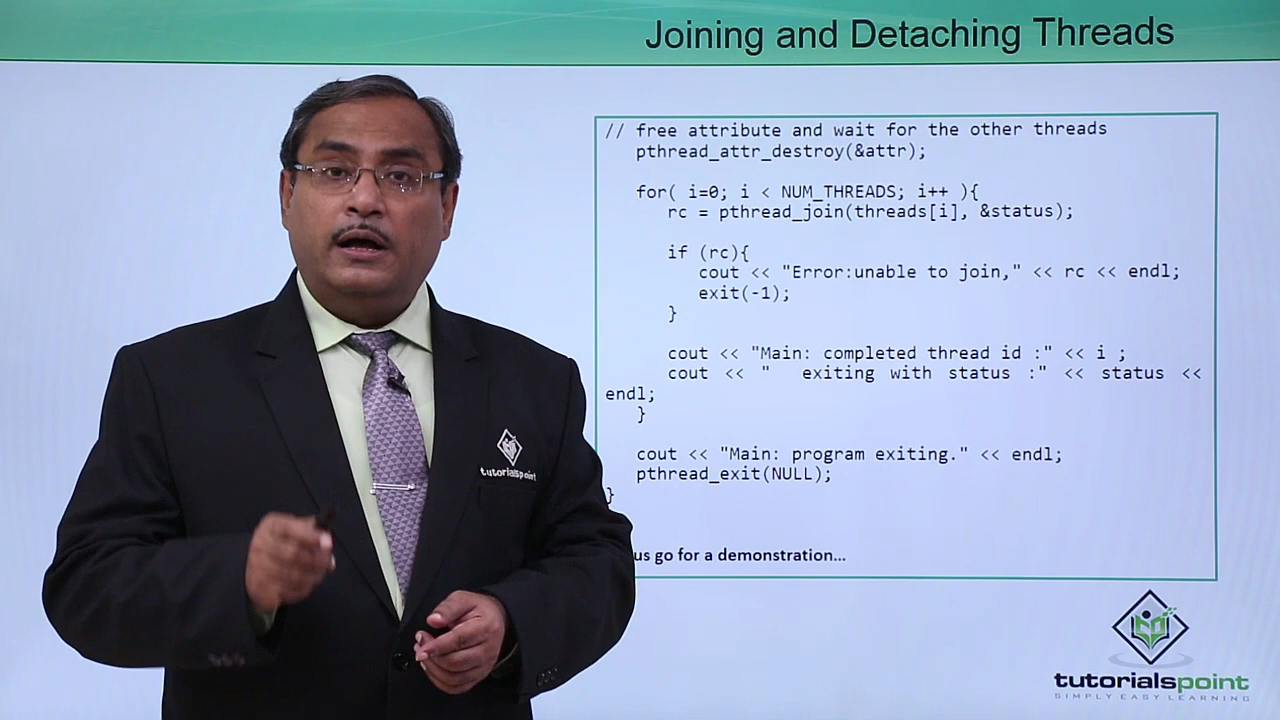 Joining and Detaching Threads
// free attribute and wait for the other threads
pthread_attr_destroy(&attr);
for( i=0; i < NUM_THREADS; i++ ){
rc = pthread_join(threads[i], &status);
if (rc){
cout << "Error:unable to join," << rc << endl;
exit(-1);
}
cout << "Main: completed thread id :" << i ;
cout << "  exiting with status :" << status <<
endl;
}
cout << "Main: program exiting." << endl;
pthread_exit(NULL);
}
us go for a demonstration...
tutorialspoint
tutorialspoint
SIMPLY EASY LEARNING